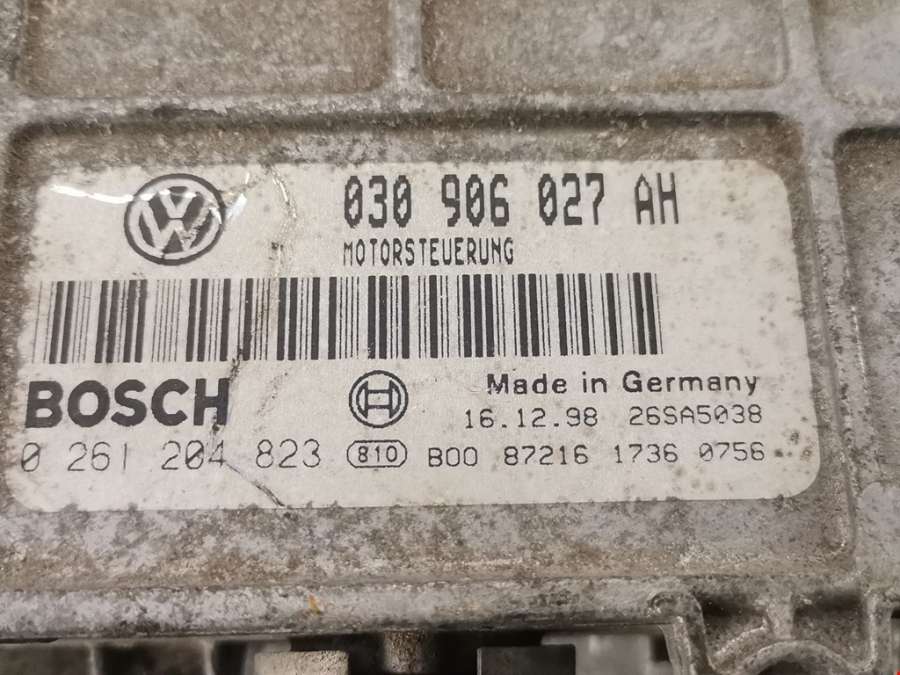 030 906 027 AH
MOTORSTEUERUNG
BOSCH
Made in Germany
16.12.98 26SA5038
0 261 204 823 810 B00 87216 1736 0756